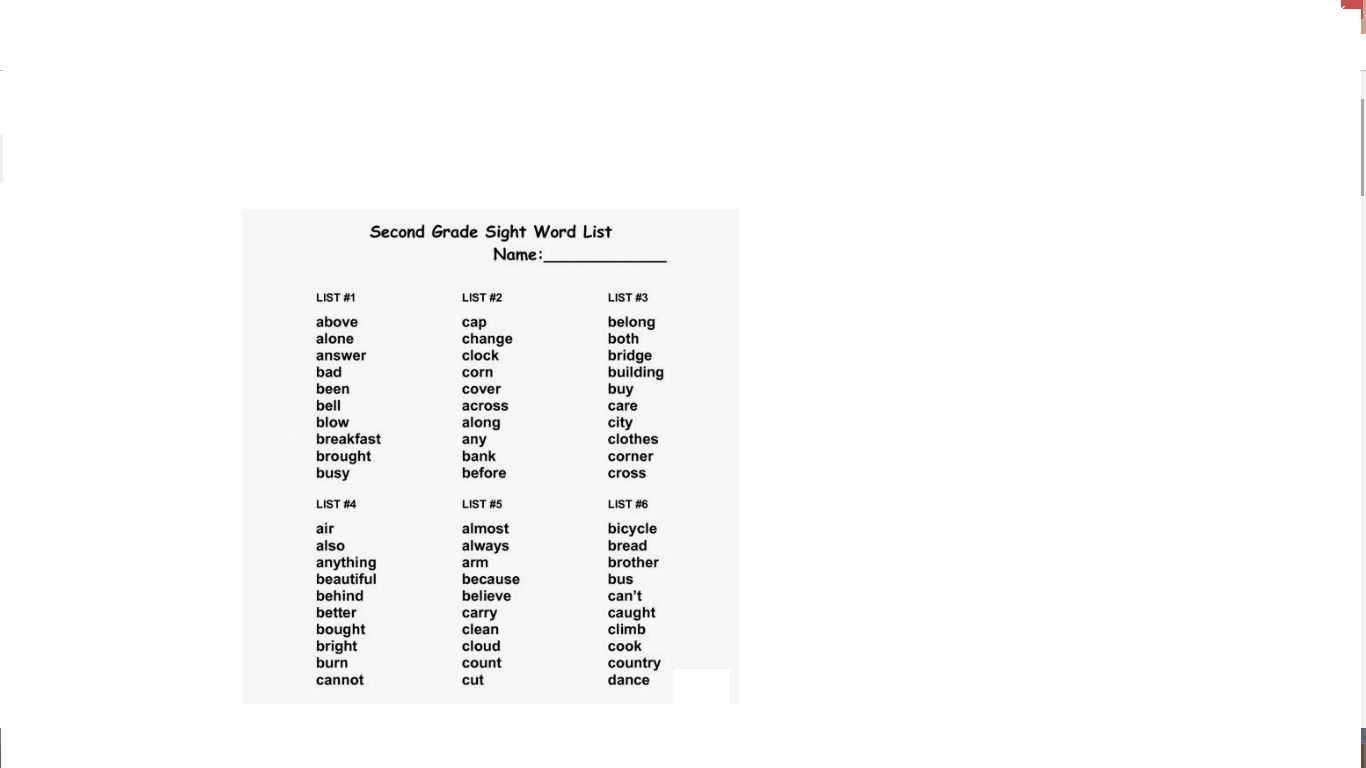 Second Grade Sight Word List
Name:______________
LIST #1 LIST #2 LIST #3
above cap belong
alone change both
answer clock bridge
bad corn building
been cover buy
bell across care
blow along city
breakfast any clothes
brought bank corner
busy before cross
LIST #4 LIST #5 LIST #6
air almost bicycle
also always bread
anything arm brother
beautiful because bus
behind believe can’t
better carry caught
bought clean climb
bright cloud cook
burn count country
cannot cut dance